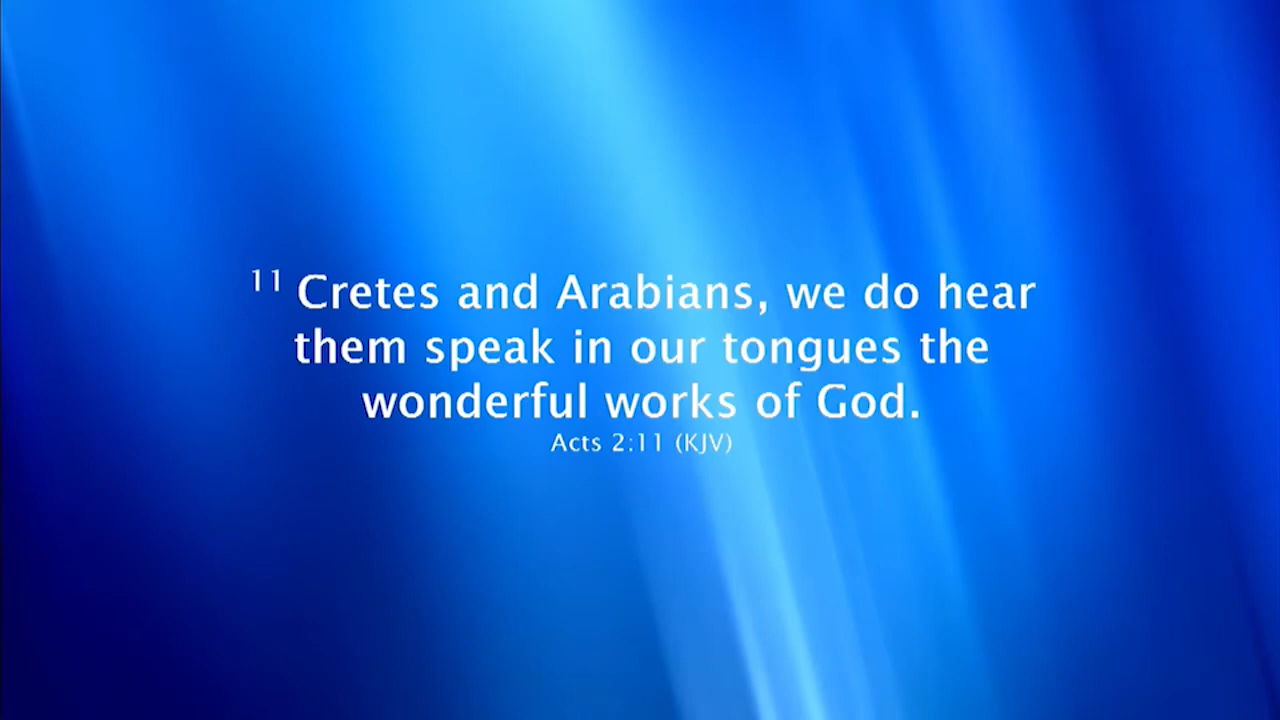 11 Cretes and Arabians, we do hear
them speak in our tongues the
wonderful works of God.
Acts 2:11 (KJV)